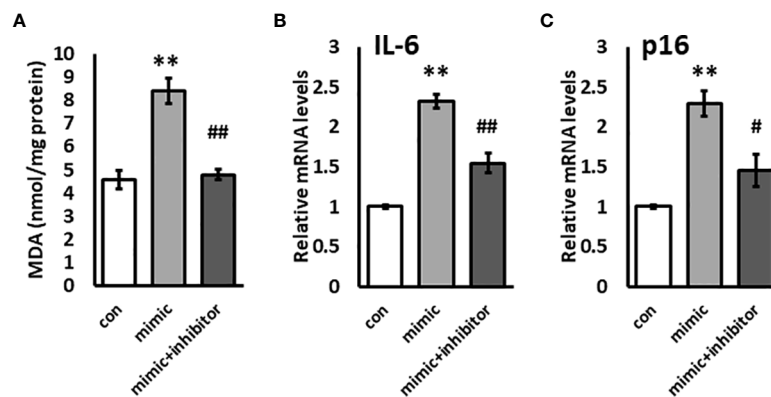 A
MDA (nmol/mg protein)
10
9
8
7
6
5
4
3
2
1
0
**
##
con
mimic
mimic+inhibitor
B
IL-6
Relative mRNA levels
3
2.5
2
1.5
1
0.5
0
**
##
con
mimic
mimic+inhibitor
C
p16
Relative mRNA levels
3
2.5
2
1.5
1
0.5
0
**
#
con
mimic
mimic+inhibitor